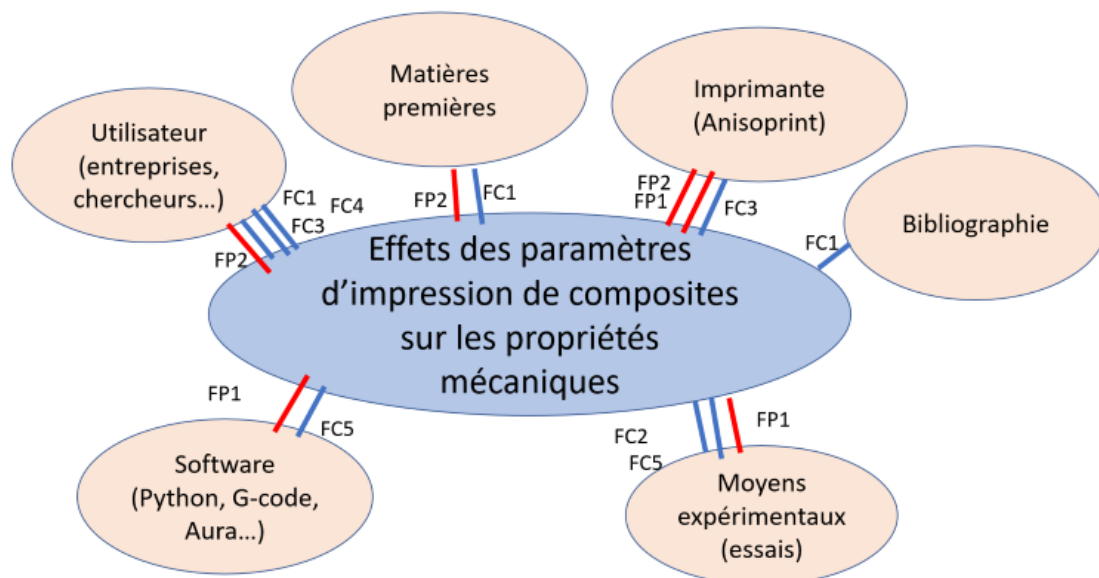 Matières
premières
Imprimante
(Anisoprint)
Utilisateur
(entreprises,
chercheurs…)
Bibliographie
FC1
FC4
FC3
FP2
FP2
FC1
FP2
FP1
FC3
FC1
Effets des paramètres
d’impression de composites
sur les propriétés
mécaniques
FP1
FC5
FC2
FC5
FP1
Software
(Python, G-code,
Aura…)
Moyens
expérimentaux
(essais)